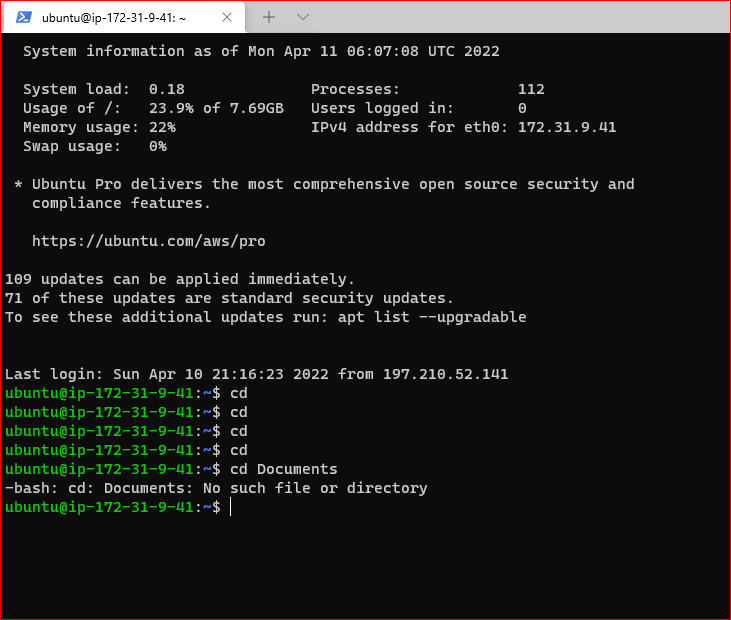 ubuntu@ip-172-31-9-41: ~
System information as of Mon Apr 11 06:07:08 UTC 2022
System load:  0.18              Processes:             112
Usage of /:   23.9% of 7.69GB   Users logged in:       0
Memory usage: 22%               IPv4 address for eth0: 172.31.9.41
Swap usage:   0%
* Ubuntu Pro delivers the most comprehensive open source security and
compliance features.
https://ubuntu.com/aws/pro
109 updates can be applied immediately.
71 of these updates are standard security updates.
To see these additional updates run: apt list --upgradable
Last login: Sun Apr 10 21:16:23 2022 from 197.210.52.141
ubuntu@ip-172-31-9-41:~$ cd
ubuntu@ip-172-31-9-41:~$ cd
ubuntu@ip-172-31-9-41:~$ cd
ubuntu@ip-172-31-9-41:~$ cd
ubuntu@ip-172-31-9-41:~$ cd Documents
-bash: cd: Documents: No such file or directory
ubuntu@ip-172-31-9-41:~$